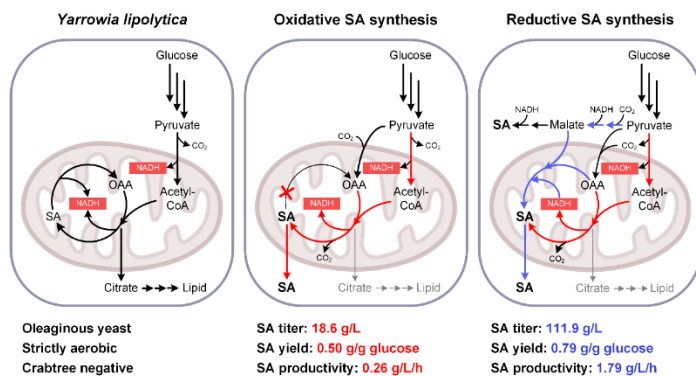 Yarrowia lipolytica
Glucose
Pyruvate
CO₂
NADH
OAA
Acetyl-
CoA
NADH
SA
Citrate
Lipid
Oleaginous yeast
Strictly aerobic
Crabtree negative
Oxidative SA synthesis
Glucose
Pyruvate
CO₂
CO₂
NADH
OAA
Acetyl-
CoA
NADH
SA
CO₂
SA
Citrate
Lipid
SA titer: 18.6 g/L
SA yield: 0.50 g/g glucose
SA productivity: 0.26 g/L/h
Reductive SA synthesis
Glucose
NADH
NADH
CO₂
SA
Malate
Pyruvate
CO₂
CO₂
NADH
OAA
Acetyl-
CoA
NADH
SA
CO₂
SA
Citrate
Lipid
SA titer: 111.9 g/L
SA yield: 0.79 g/g glucose
SA productivity: 1.79 g/L/h